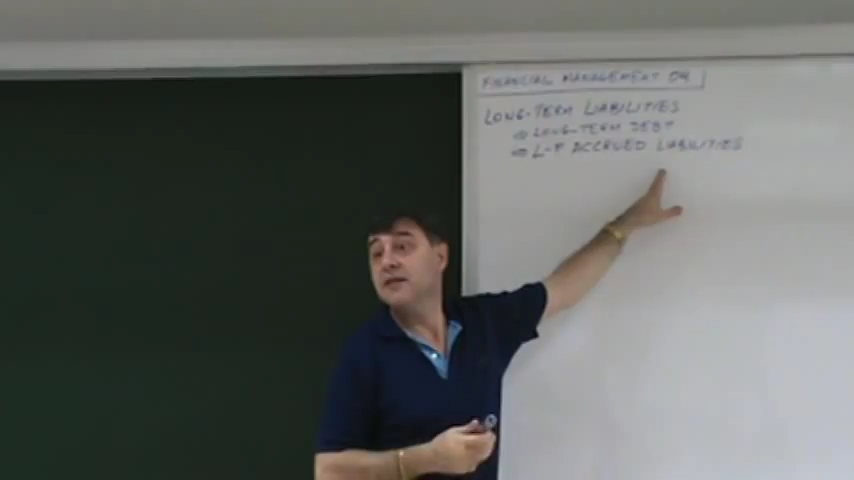 FINANCIAL MANAGEMENT 04
LONG-TERM LIABILITIES
⇒ LONG-TERM DEBT
⇒ L-T ACCRUED LIABILITIES